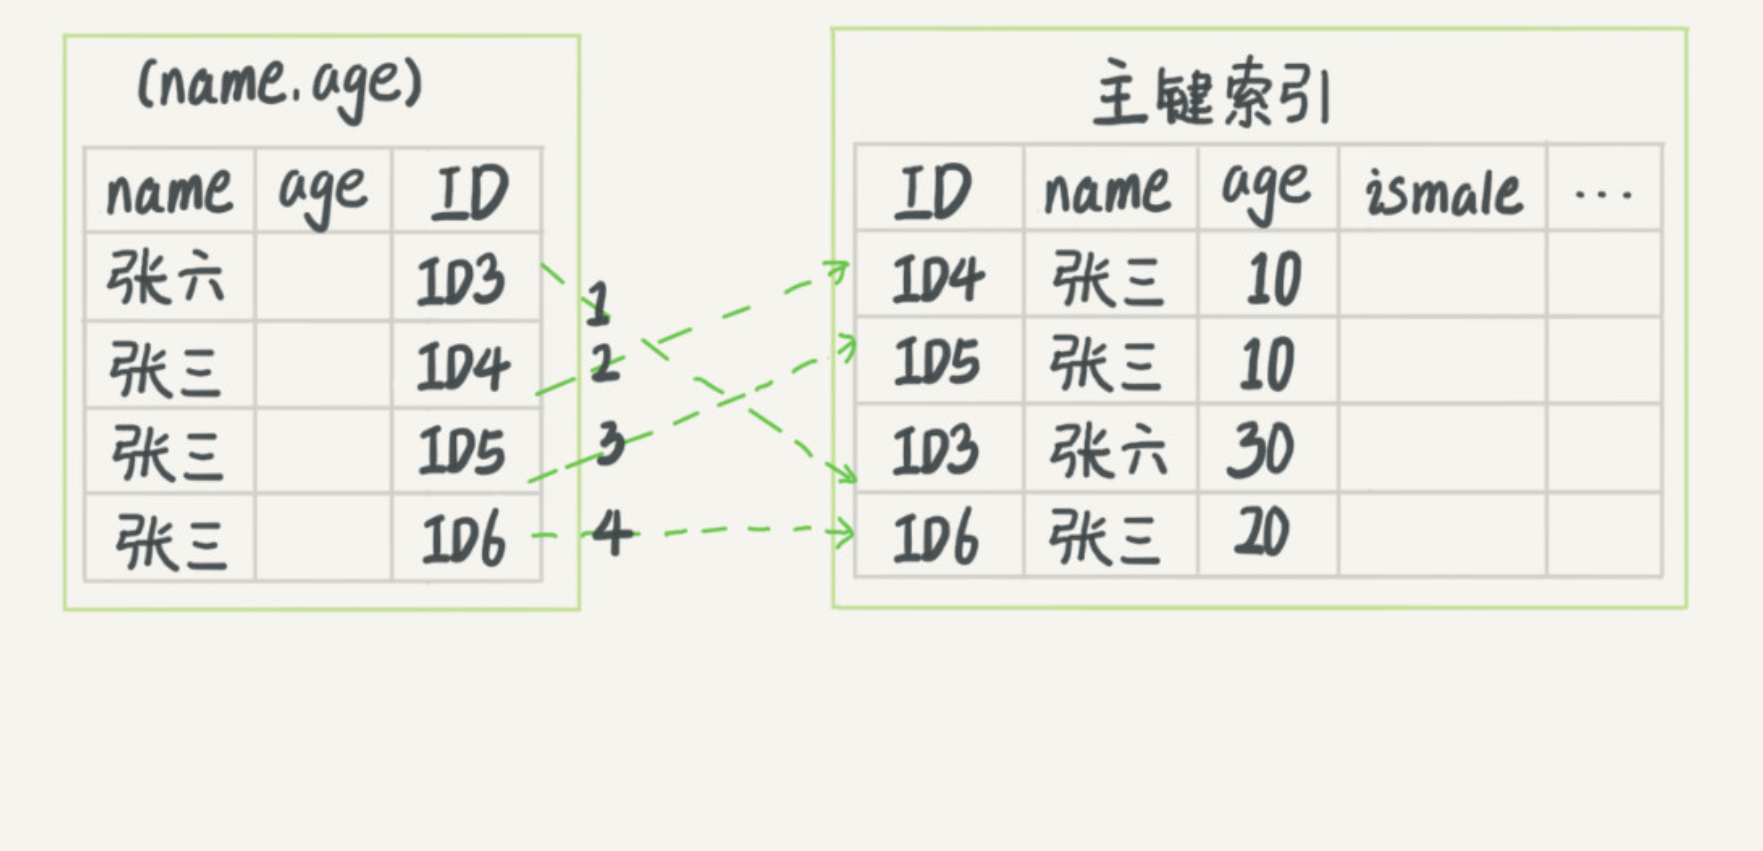 (name.age)
name age ID
张六 ID3
张三 ID4
张三 ID5
张三 ID6
1
2
3
4
主键索引
ID name age ismale ...
ID4 张三 10
ID5 张三 10
ID3 张六 30
ID6 张三 20